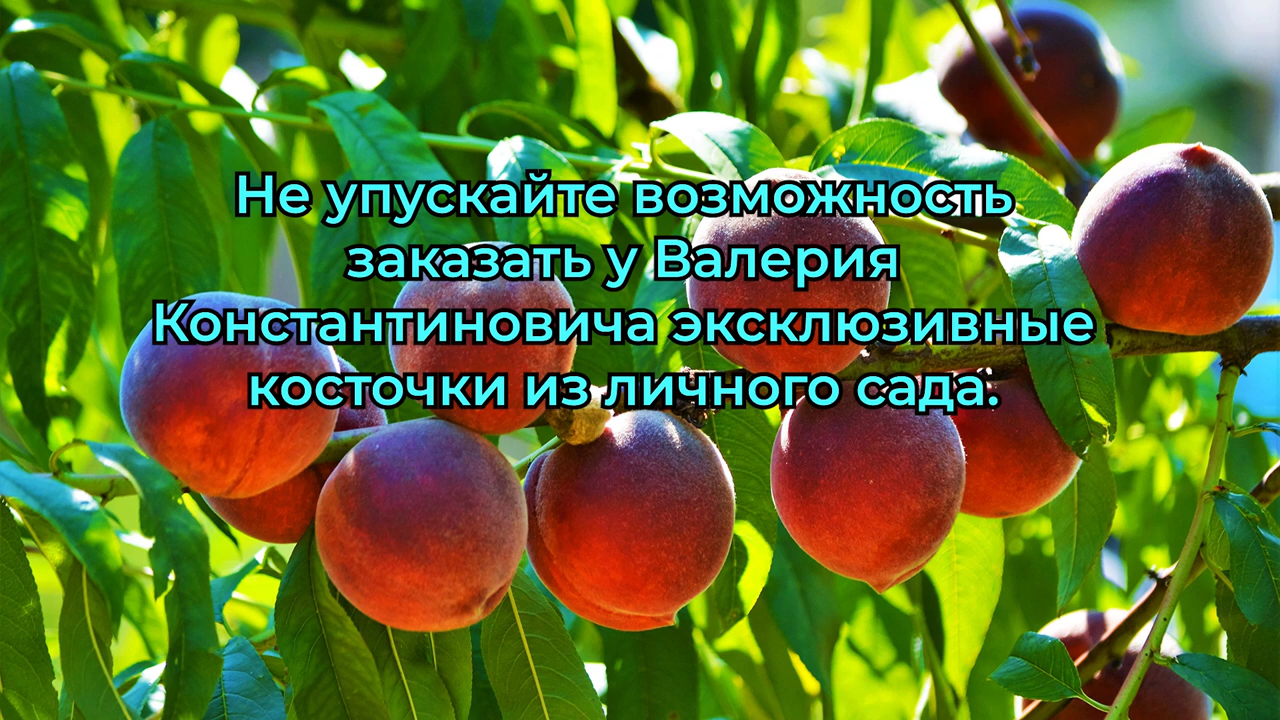 Не упускайте возможность
заказать у Валерия
Константиновича эксклюзивные
косточки из личного сада.